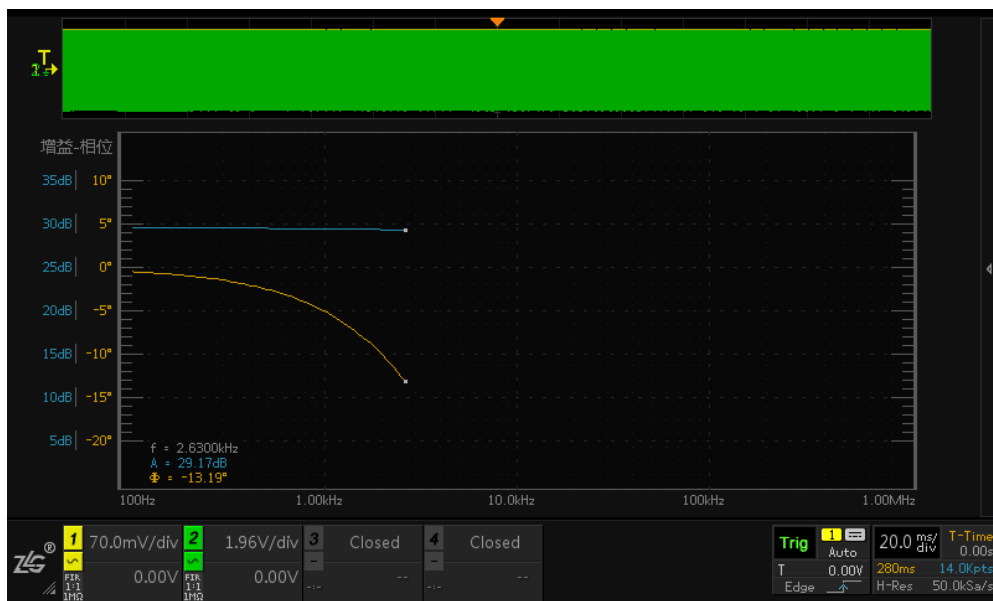 T
增益-相位
35dB 10°
30dB 5°
25dB 0°
20dB -5°
15dB -10°
10dB -15°
5dB -20°
f = 2.6300kHz
A = 29.17dB
Φ = -13.19°
100Hz 1.00kHz 10.0kHz 100kHz 1.00MHz
ZLG®
1 70.0mV/div 2 1.96V/div 3 Closed 4 Closed
FIR 1:1 1MΩ 0.00V FIR 1:1 1MΩ 0.00V -:- -- -:- --
Trig 1 Auto 20.0 ms/div T-Time 0.00s
T 0.00V 280ms 14.0Kpts
Edge H-Res 50.0kSa/s